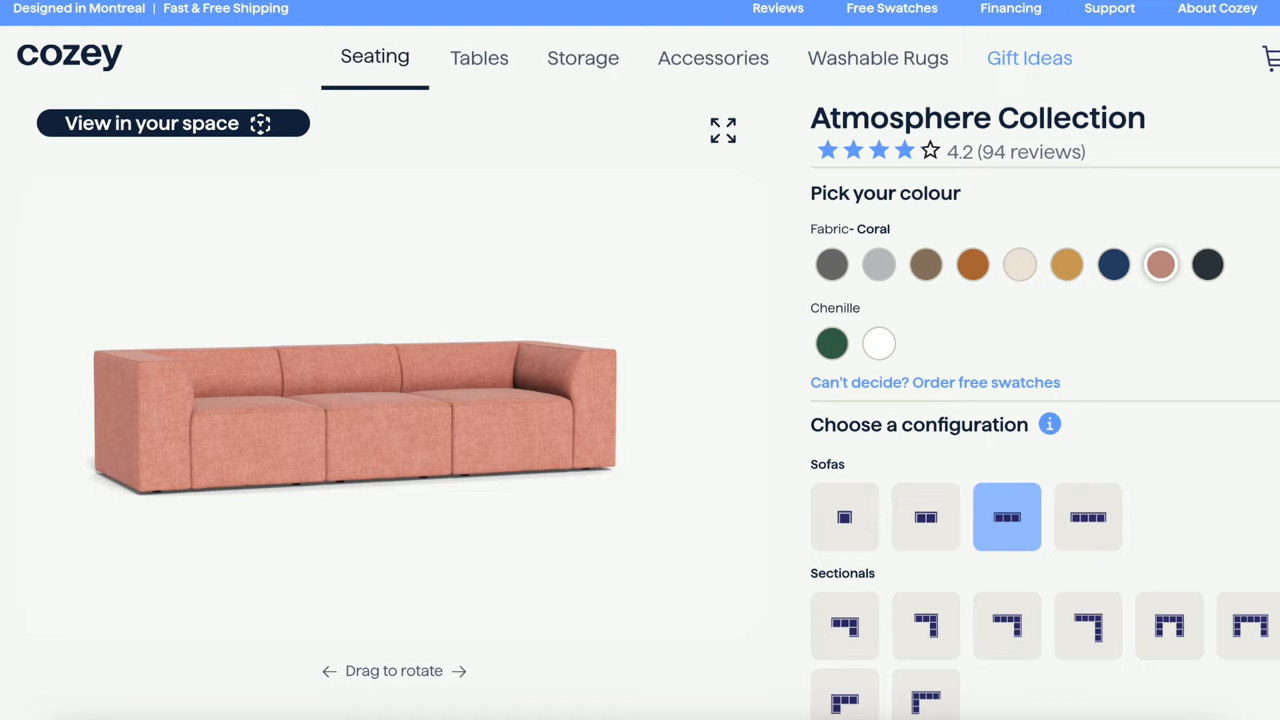 Designed in Montreal | Fast & Free Shipping
Reviews Free Swatches Financing Support About Cozey
cozey
Seating Tables Storage Accessories Washable Rugs Gift Ideas
View in your space
Atmosphere Collection
4.2 (94 reviews)
Pick your colour
Fabric- Coral
Chenille
Can't decide? Order free swatches
Choose a configuration i
Sofas
Sectionals
← Drag to rotate →